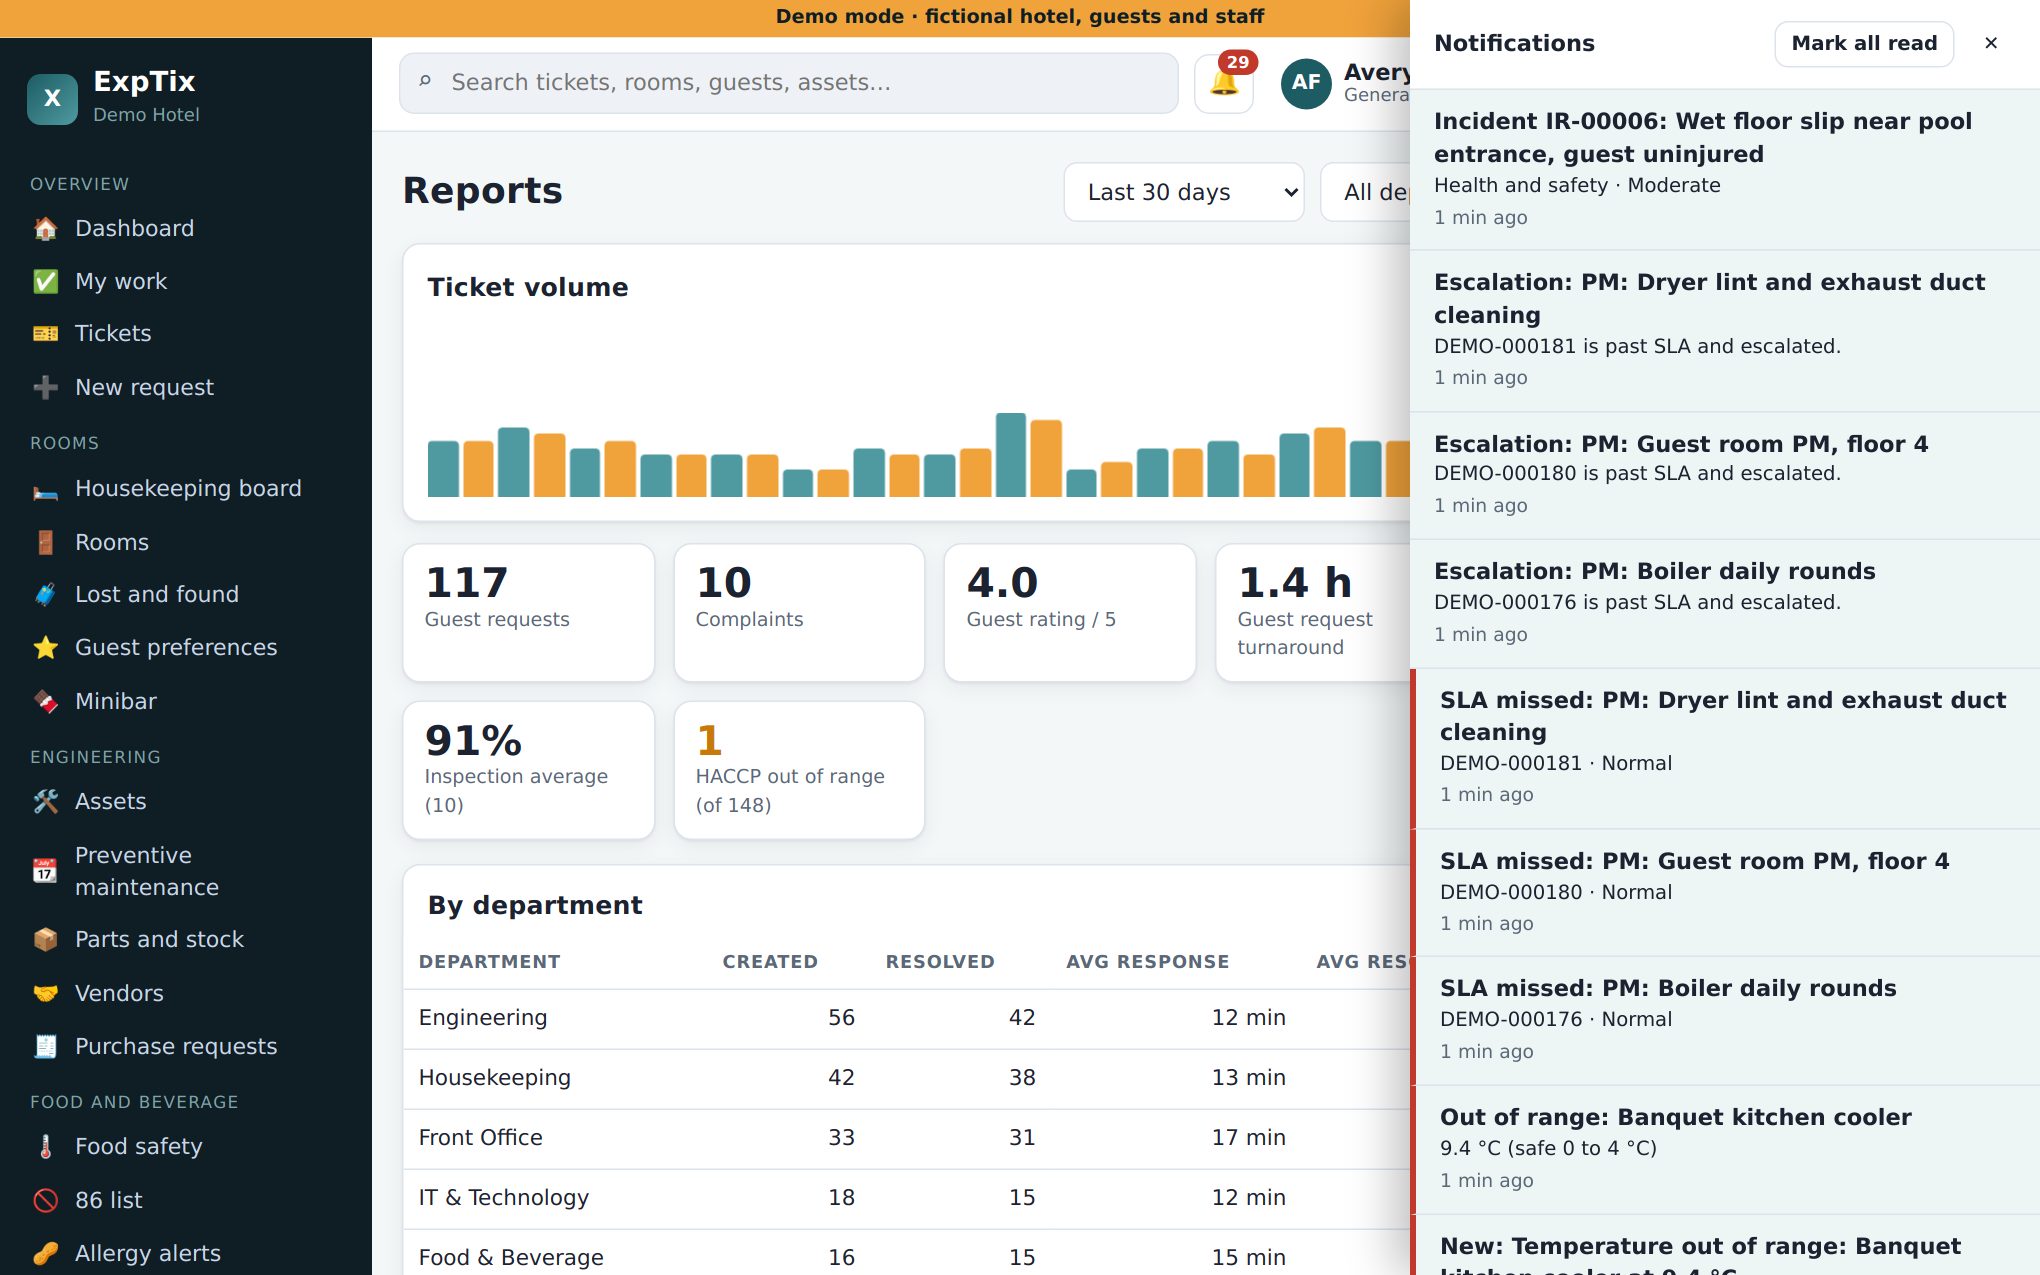 Demo mode · fictional hotel, guests and staff
X
ExpTix
Demo Hotel
OVERVIEW
Dashboard
My work
Tickets
New request
ROOMS
Housekeeping board
Rooms
Lost and found
Guest preferences
Minibar
ENGINEERING
Assets
Preventive
maintenance
Parts and stock
Vendors
Purchase requests
FOOD AND BEVERAGE
Food safety
86 list
Allergy alerts
Search tickets, rooms, guests, assets...
29
AF
Avery
Reports
Last 30 days
All
Ticket volume
117
Guest requests
10
Complaints
4.0
Guest rating / 5
1.4 h
Guest request
turnaround
91%
Inspection average
(10)
1
HACCP out of range
(of 148)
By department
DEPARTMENT CREATED RESOLVED AVG RESPONSE AVG
Engineering 56 42 12 min
Housekeeping 42 38 13 min
Front Office 33 31 17 min
IT & Technology 18 15 12 min
Food & Beverage 16 15 15 min
Notifications
Mark all read
×
Incident IR-00006: Wet floor slip near pool
entrance, guest uninjured
Health and safety · Moderate
1 min ago
Escalation: PM: Dryer lint and exhaust duct
cleaning
DEMO-000181 is past SLA and escalated.
1 min ago
Escalation: PM: Guest room PM, floor 4
DEMO-000180 is past SLA and escalated.
1 min ago
Escalation: PM: Boiler daily rounds
DEMO-000176 is past SLA and escalated.
1 min ago
SLA missed: PM: Dryer lint and exhaust duct
cleaning
DEMO-000181 · Normal
1 min ago
SLA missed: PM: Guest room PM, floor 4
DEMO-000180 · Normal
1 min ago
SLA missed: PM: Boiler daily rounds
DEMO-000176 · Normal
1 min ago
Out of range: Banquet kitchen cooler
9.4 °C (safe 0 to 4 °C)
1 min ago
New: Temperature out of range: Banquet
kitchen cooler at 9.4 °C